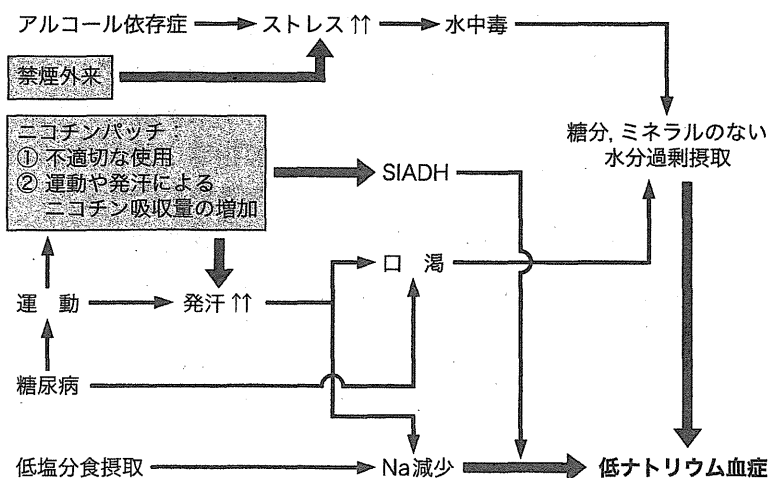 アルコール依存症 ストレス↑↑ 水中毒
禁煙外来
糖分, ミネラルのない
水分過剰摂取
ニコチンパッチ:
① 不適切な使用
② 運動や発汗による
ニコチン吸収量の増加
SIADH
口 渇
運 動 発汗↑↑
糖尿病
低塩分食摂取 Na減少 低ナトリウム血症